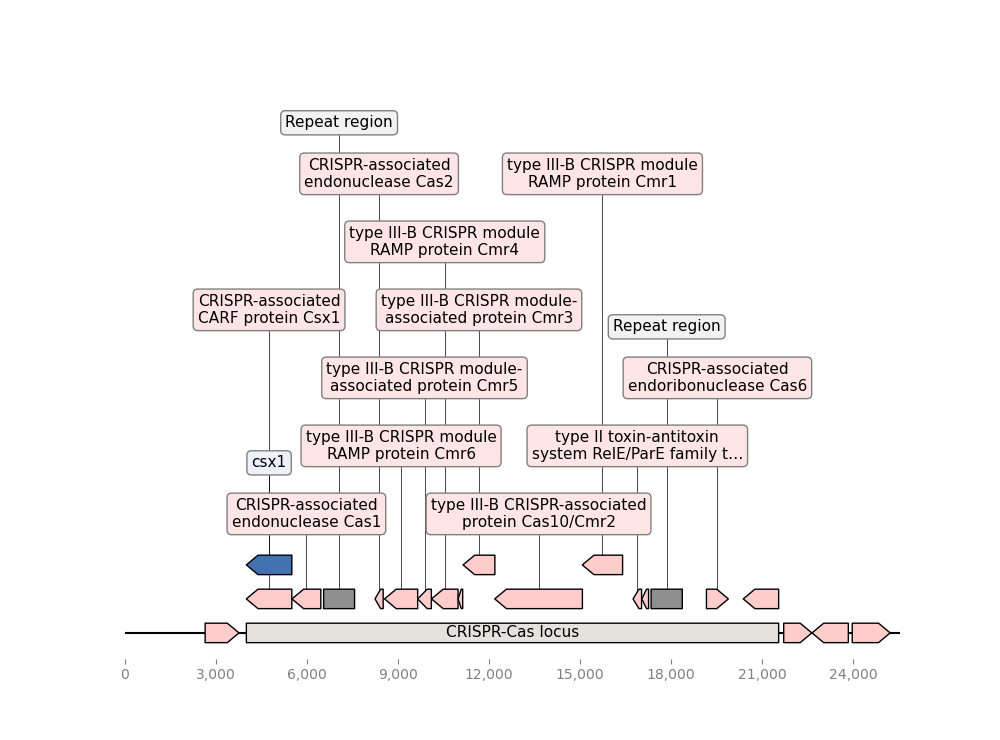 Repeat region
CRISPR-associated
endonuclease Cas2
type III-B CRISPR module
RAMP protein Cmr1
type III-B CRISPR module
RAMP protein Cmr4
CRISPR-associated
CARF protein Csx1
type III-B CRISPR module-
associated protein Cmr3
Repeat region
type III-B CRISPR module-
associated protein Cmr5
CRISPR-associated
endoribonuclease Cas6
type III-B CRISPR module
RAMP protein Cmr6
type II toxin-antitoxin
system RelE/ParE family t...
csx1
CRISPR-associated
endonuclease Cas1
type III-B CRISPR-associated
protein Cas10/Cmr2
CRISPR-Cas locus
0 3,000 6,000 9,000 12,000 15,000 18,000 21,000 24,000